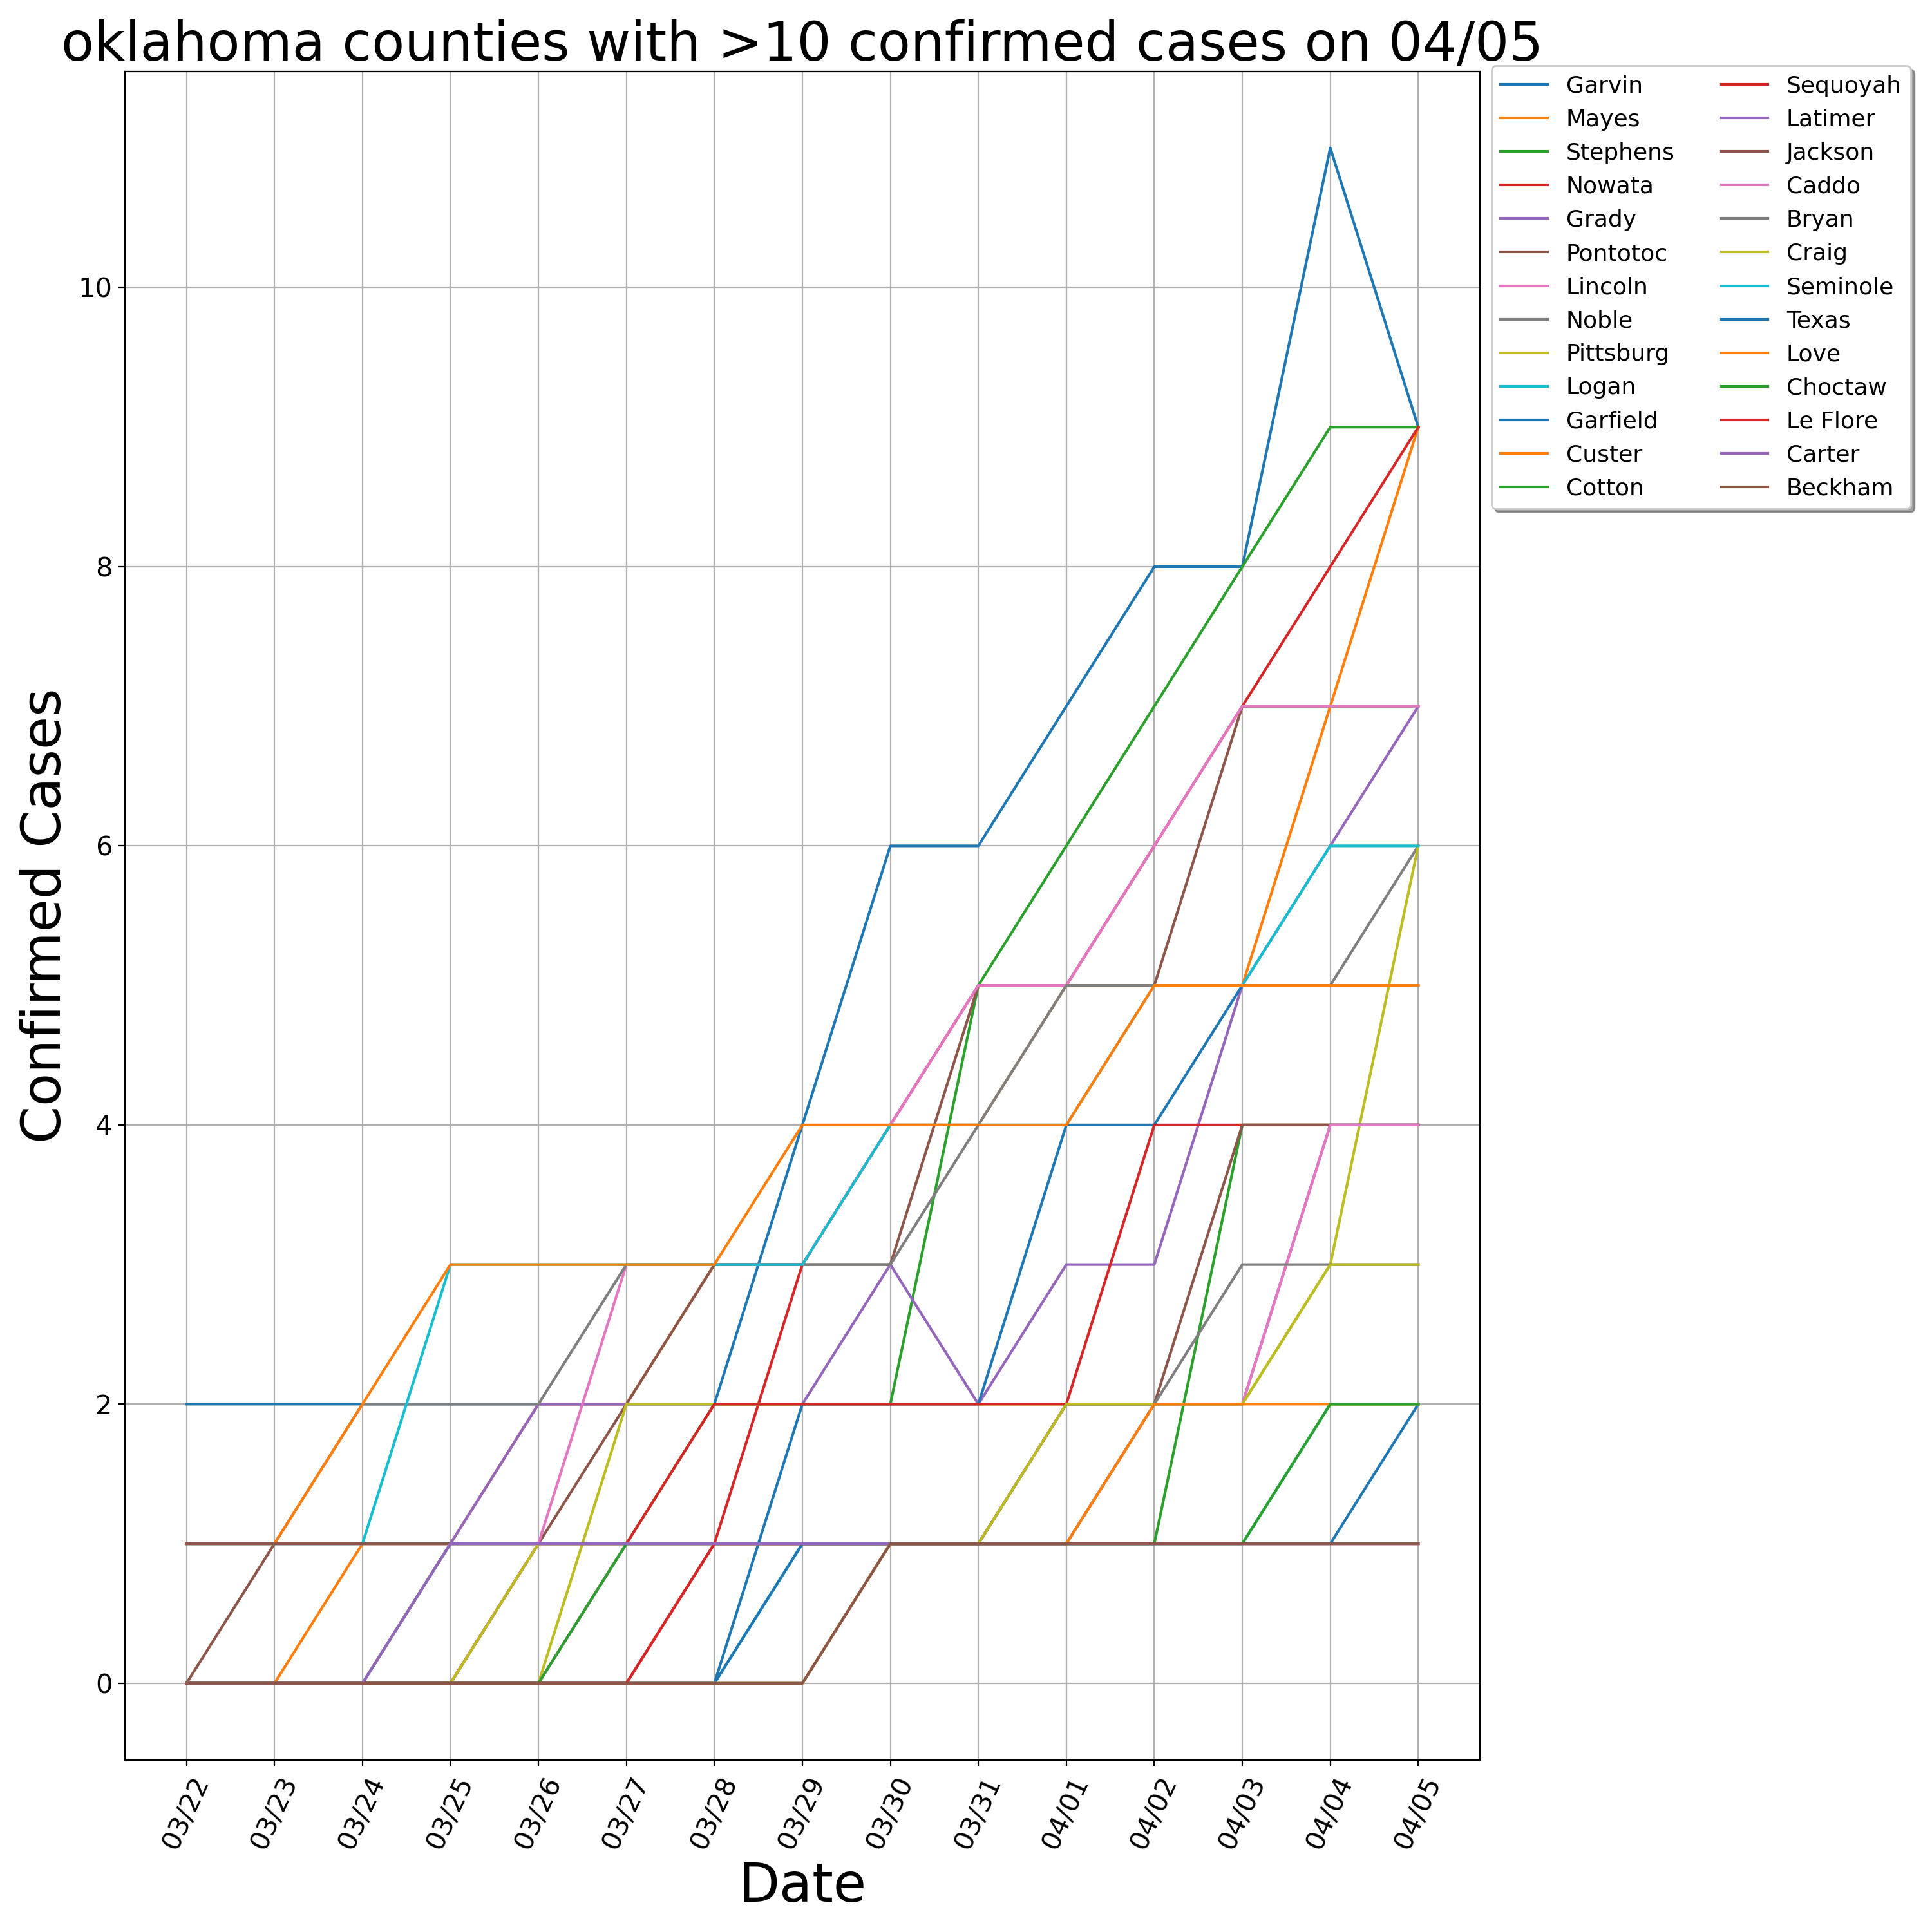 oklahoma counties with >10 confirmed cases on 04/05
Garvin
Mayes
Stephens
Nowata
Grady
Pontotoc
Lincoln
Noble
Pittsburg
Logan
Garfield
Custer
Cotton
Sequoyah
Latimer
Jackson
Caddo
Bryan
Craig
Seminole
Texas
Love
Choctaw
Le Flore
Carter
Beckham
Confirmed Cases
10
8
6
4
2
0
03/22
03/23
03/24
03/25
03/26
03/27
03/28
03/29
03/30
03/31
04/01
04/02
04/03
04/04
04/05
Date